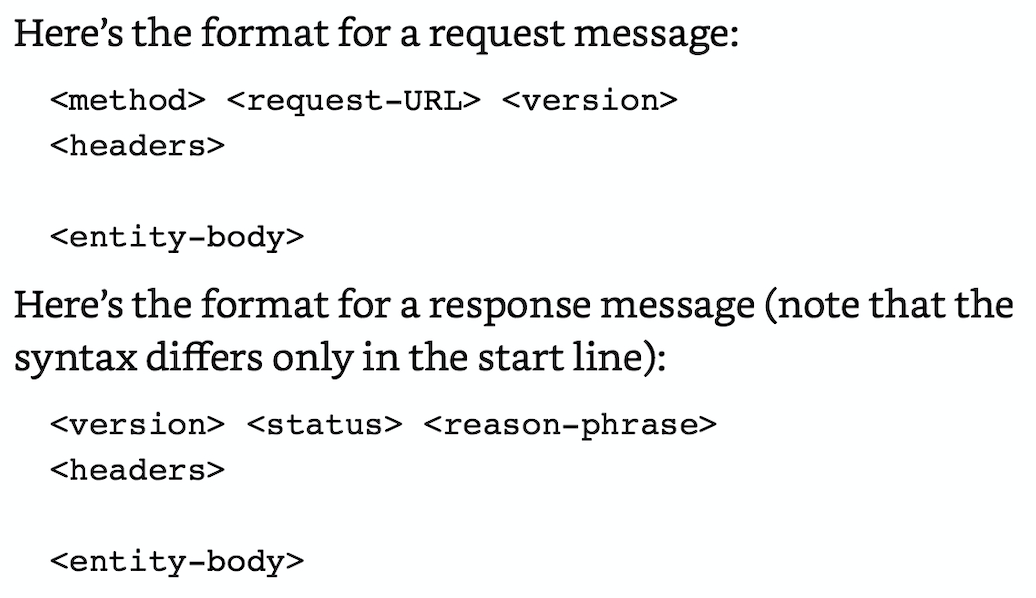 Here’s the format for a request message:
<method> <request-URL> <version>
<headers>
<entity-body>
Here’s the format for a response message (note that the
syntax differs only in the start line):
<version> <status> <reason-phrase>
<headers>
<entity-body>